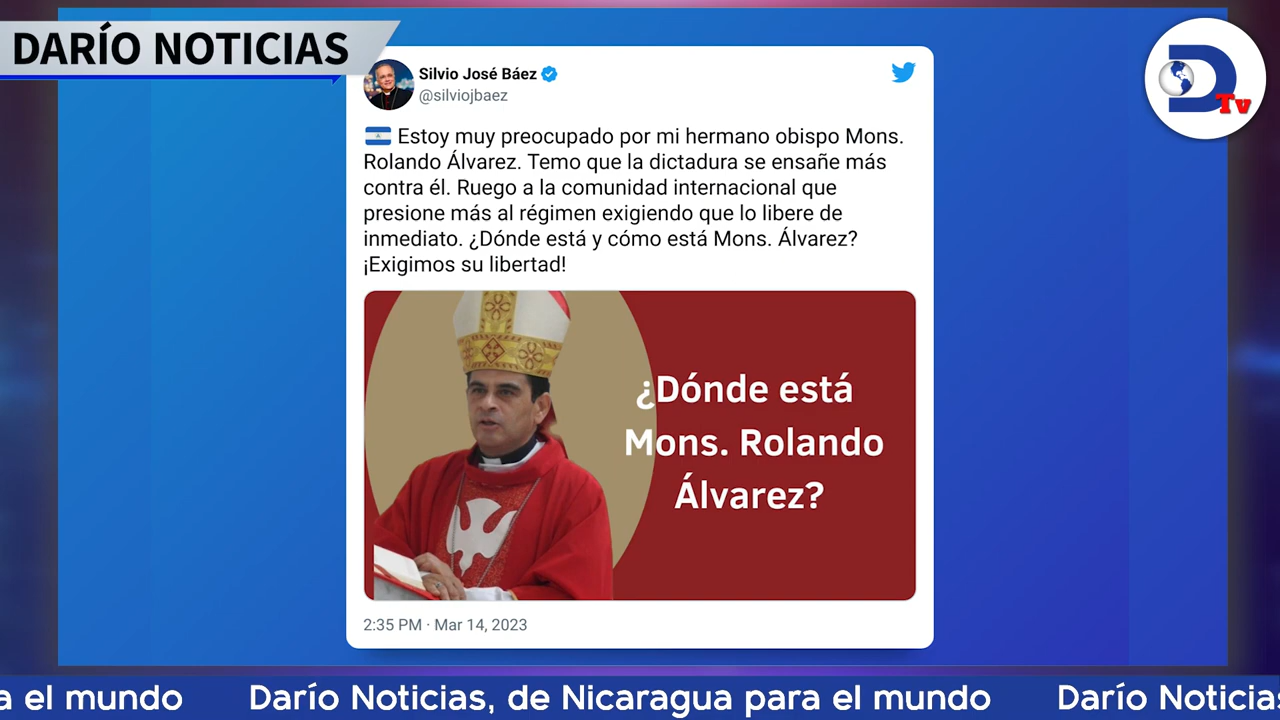 DARÍO NOTICIAS
D
Tv
Silvio José Báez
@silviojbaez
Estoy muy preocupado por mi hermano obispo Mons.
Rolando Álvarez. Temo que la dictadura se ensañe más
contra él. Ruego a la comunidad internacional que
presione más al régimen exigiendo que lo libere de
inmediato. ¿Dónde está y cómo está Mons. Álvarez?
¡Exigimos su libertad!
¿Dónde está
Mons. Rolando
Álvarez?
2:35 PM · Mar 14, 2023
a el mundo Darío Noticias, de Nicaragua para el mundo Darío Noticias